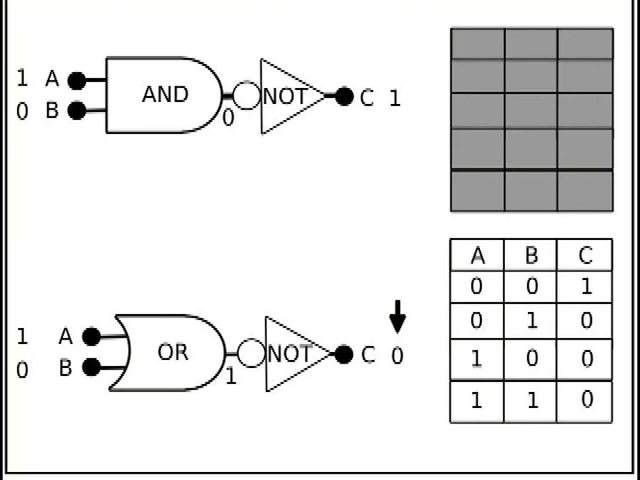 1 A AND NOT C 1
0 B 0
A B C
0 0 1
0 1 0
1 0 0
1 1 0
1 A OR NOT C 0
0 B 1